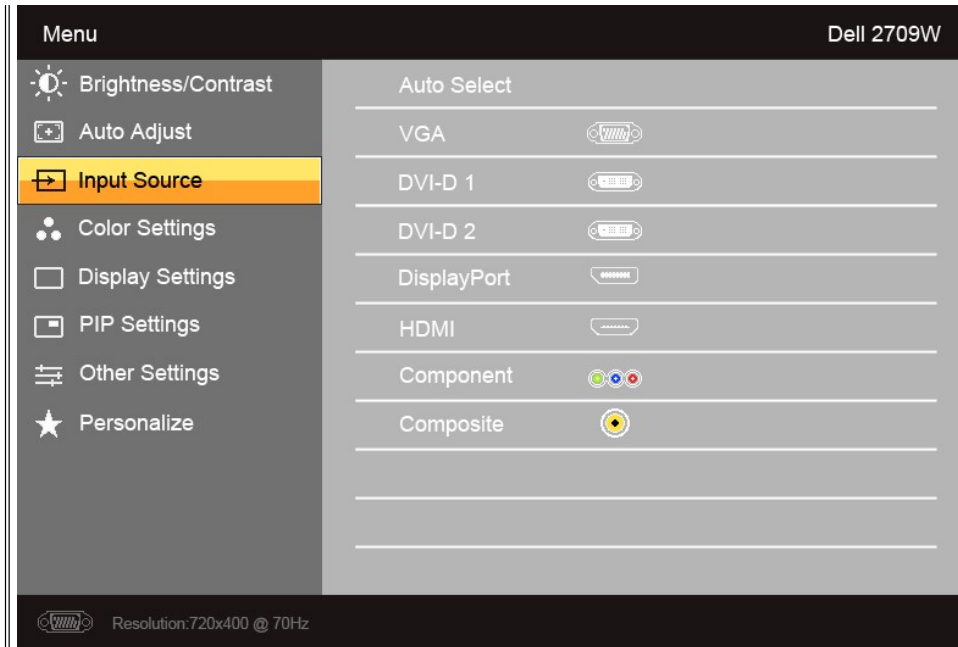 Menu
Dell 2709W
Brightness/Contrast
Auto Adjust
Input Source
Color Settings
Display Settings
PIP Settings
Other Settings
Personalize
Auto Select
VGA
DVI-D 1
DVI-D 2
DisplayPort
HDMI
Component
Composite
Resolution:720x400 @ 70Hz